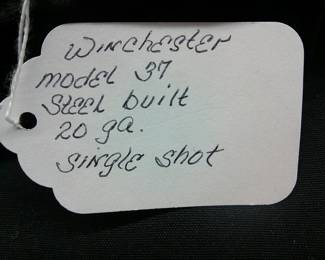 Winchester
model 37
Steel built
20 ga.
Single shot